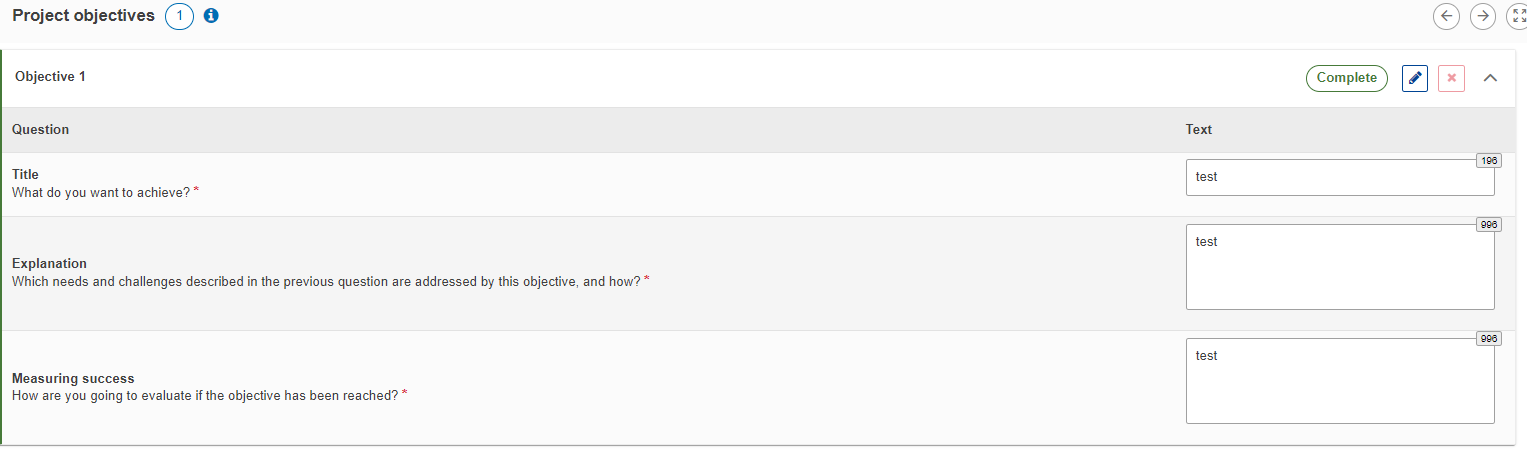 Project objectives 1
Objective 1 Complete
Question Text
Title
What do you want to achieve? *
196
test
Explanation
Which needs and challenges described in the previous question are addressed by this objective, and how? *
996
test
Measuring success
How are you going to evaluate if the objective has been reached? *
996
test